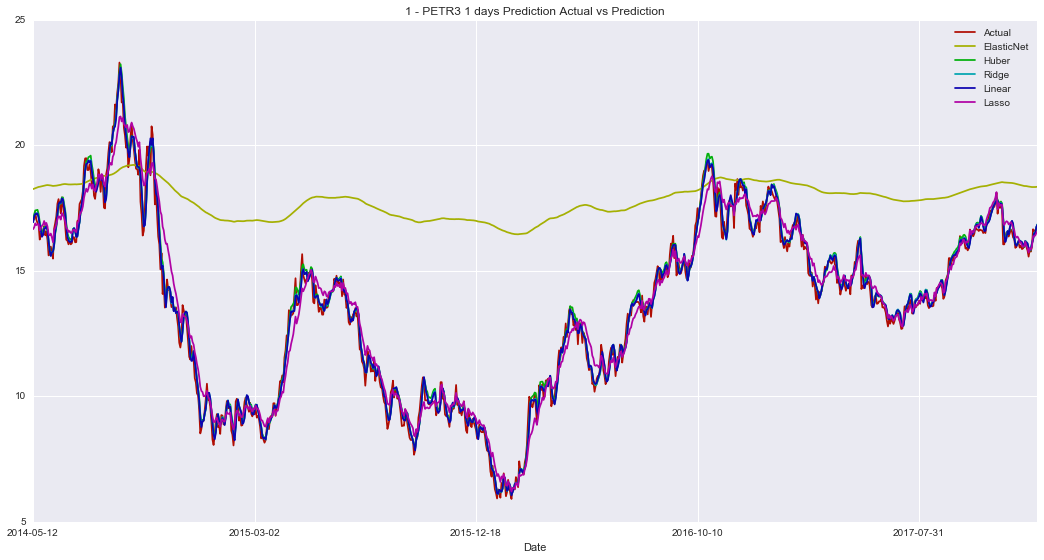 1 - PETR3 1 days Prediction Actual vs Prediction
25
20
15
10
5
Actual
ElasticNet
Huber
Ridge
Linear
Lasso
2014-05-12
2015-03-02
2015-12-18
2016-10-10
2017-07-31
Date